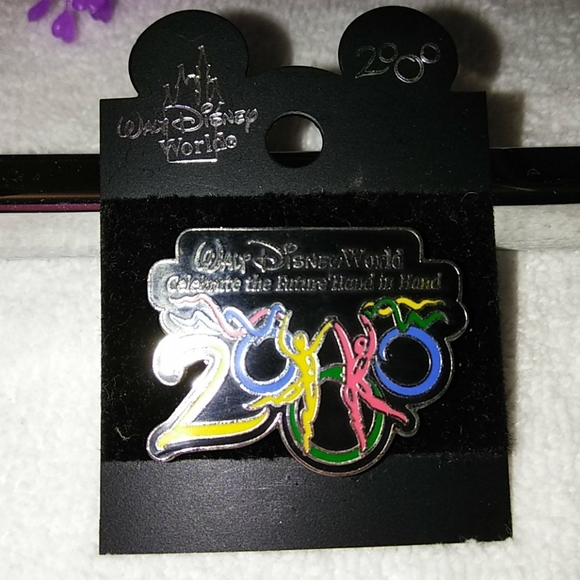 Walt Disney
World®
2000
Walt Disney World
Celebrate the Future Hand in Hand
2000